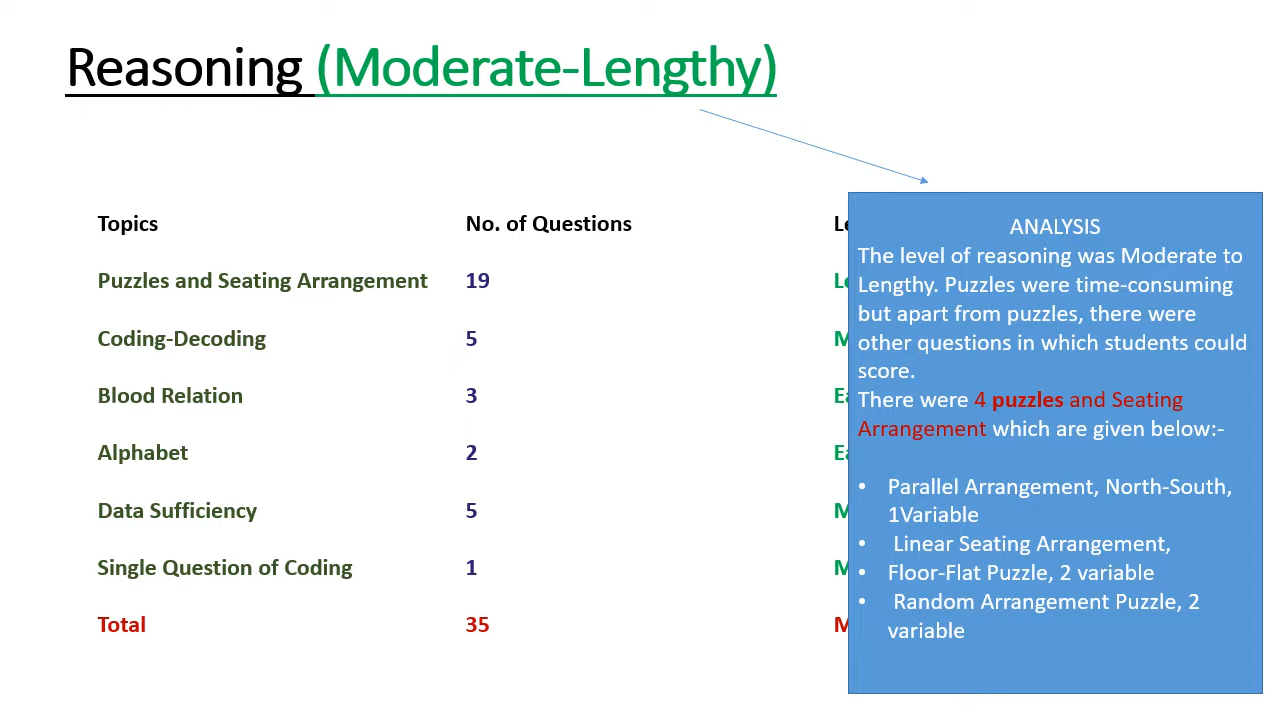 Reasoning (Moderate-Lengthy)
Topics No. of Questions
Puzzles and Seating Arrangement 19
Coding-Decoding 5
Blood Relation 3
Alphabet 2
Data Sufficiency 5
Single Question of Coding 1
Total 35
ANALYSIS
The level of reasoning was Moderate to
Lengthy. Puzzles were time-consuming
but apart from puzzles, there were
other questions in which students could
score.
There were 4 puzzles and Seating
Arrangement which are given below:-
• Parallel Arrangement, North-South,
1Variable
• Linear Seating Arrangement,
• Floor-Flat Puzzle, 2 variable
• Random Arrangement Puzzle, 2
variable